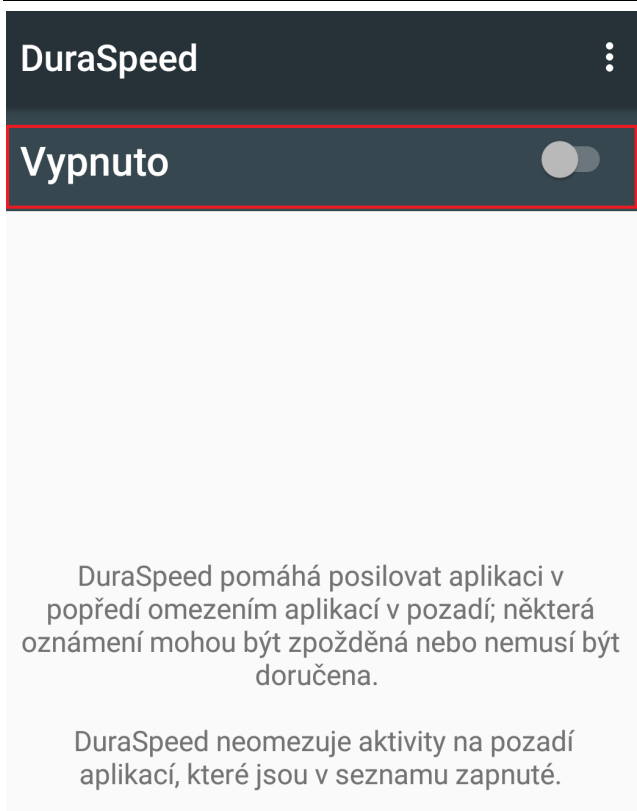 DuraSpeed
Vypnuto
DuraSpeed pomáhá posilovat aplikaci v
popředí omezením aplikací v pozadí; některá
oznámení mohou být zpožděná nebo nemusí být
doručena.
DuraSpeed neomezuje aktivity na pozadí
aplikací, které jsou v seznamu zapnuté.